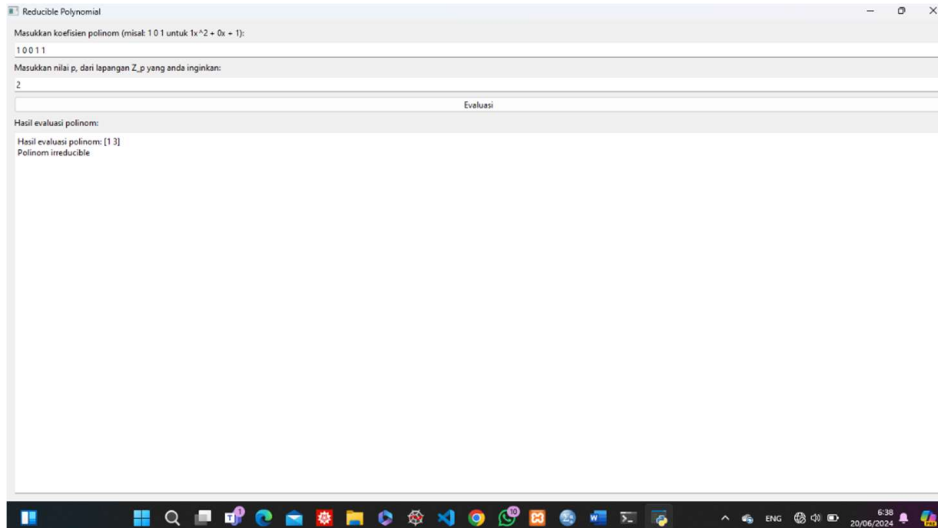 Reducible Polynomial
Masukkan koefisien polinom (misal: 1 0 1 untuk 1x^2 + 0x + 1):
1 0 0 1 1
Masukkan nilai p, dari lapangan Z_p yang anda inginkan:
2
Evaluasi
Hasil evaluasi polinom:
Hasil evaluasi polinom: [1 3]
Polinom irreducible
1
10
ENG
6:38
20/06/2024